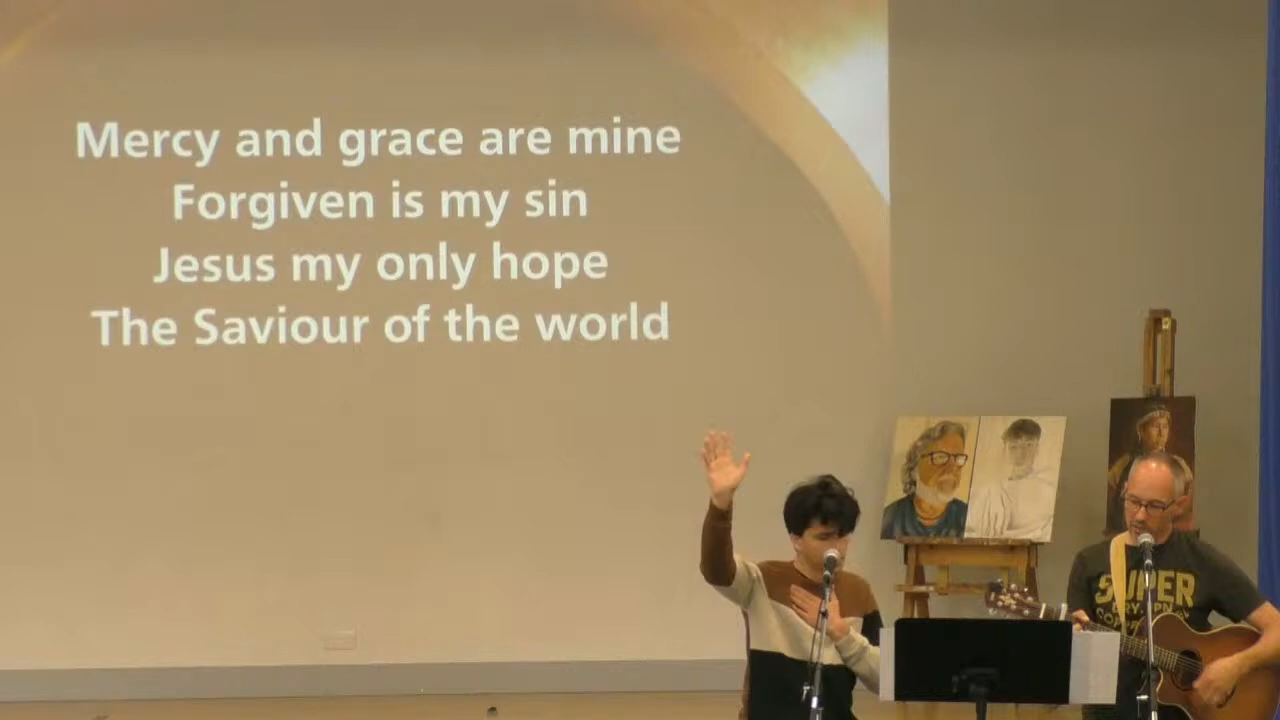 Mercy and grace are mine
Forgiven is my sin
Jesus my only hope
The Saviour of the world
SUPER